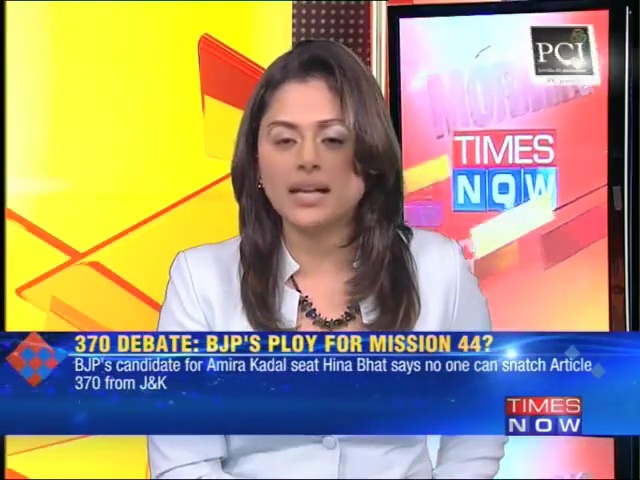 PCJ
MORNING
TIMES
NOW
370 DEBATE: BJP'S PLOY FOR MISSION 44?
BJP's candidate for Amira Kadal seat Hina Bhat says no one can snatch Article
370 from J&K
TIMES
NOW